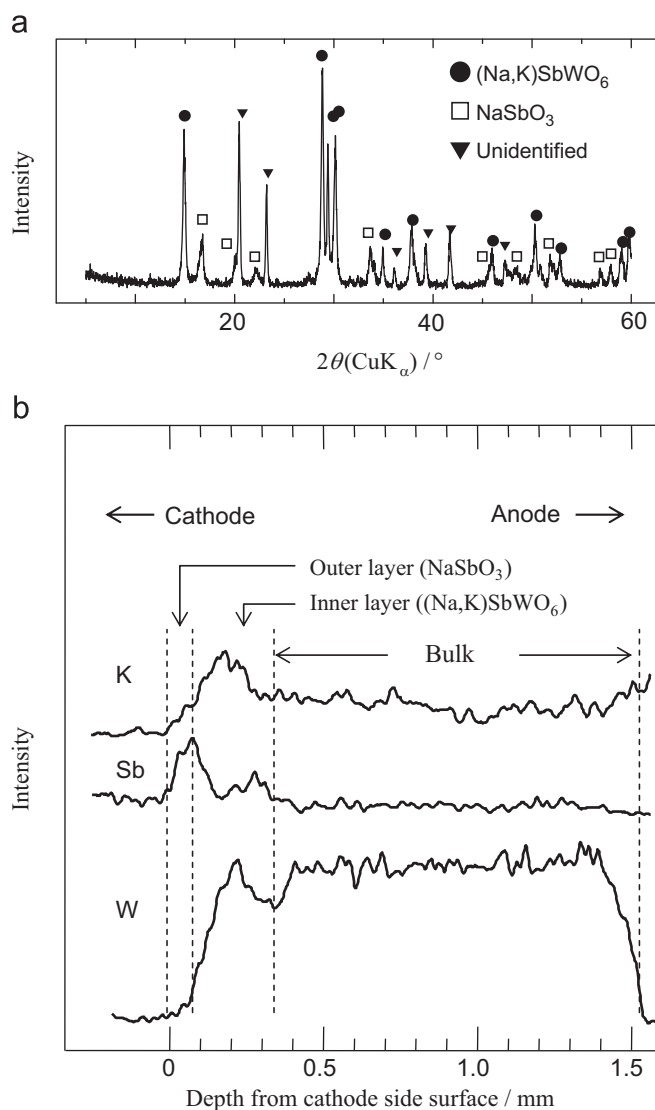 a
(Na,K)SbWO₆
NaSbO₃
Unidentified
Intensity
20 40 60
2θ(CuKα) / °
b
Cathode Anode
Outer layer (NaSbO₃)
Inner layer ((Na,K)SbWO₆)
Bulk
K
Sb
W
Intensity
0 0.5 1.0 1.5
Depth from cathode side surface / mm